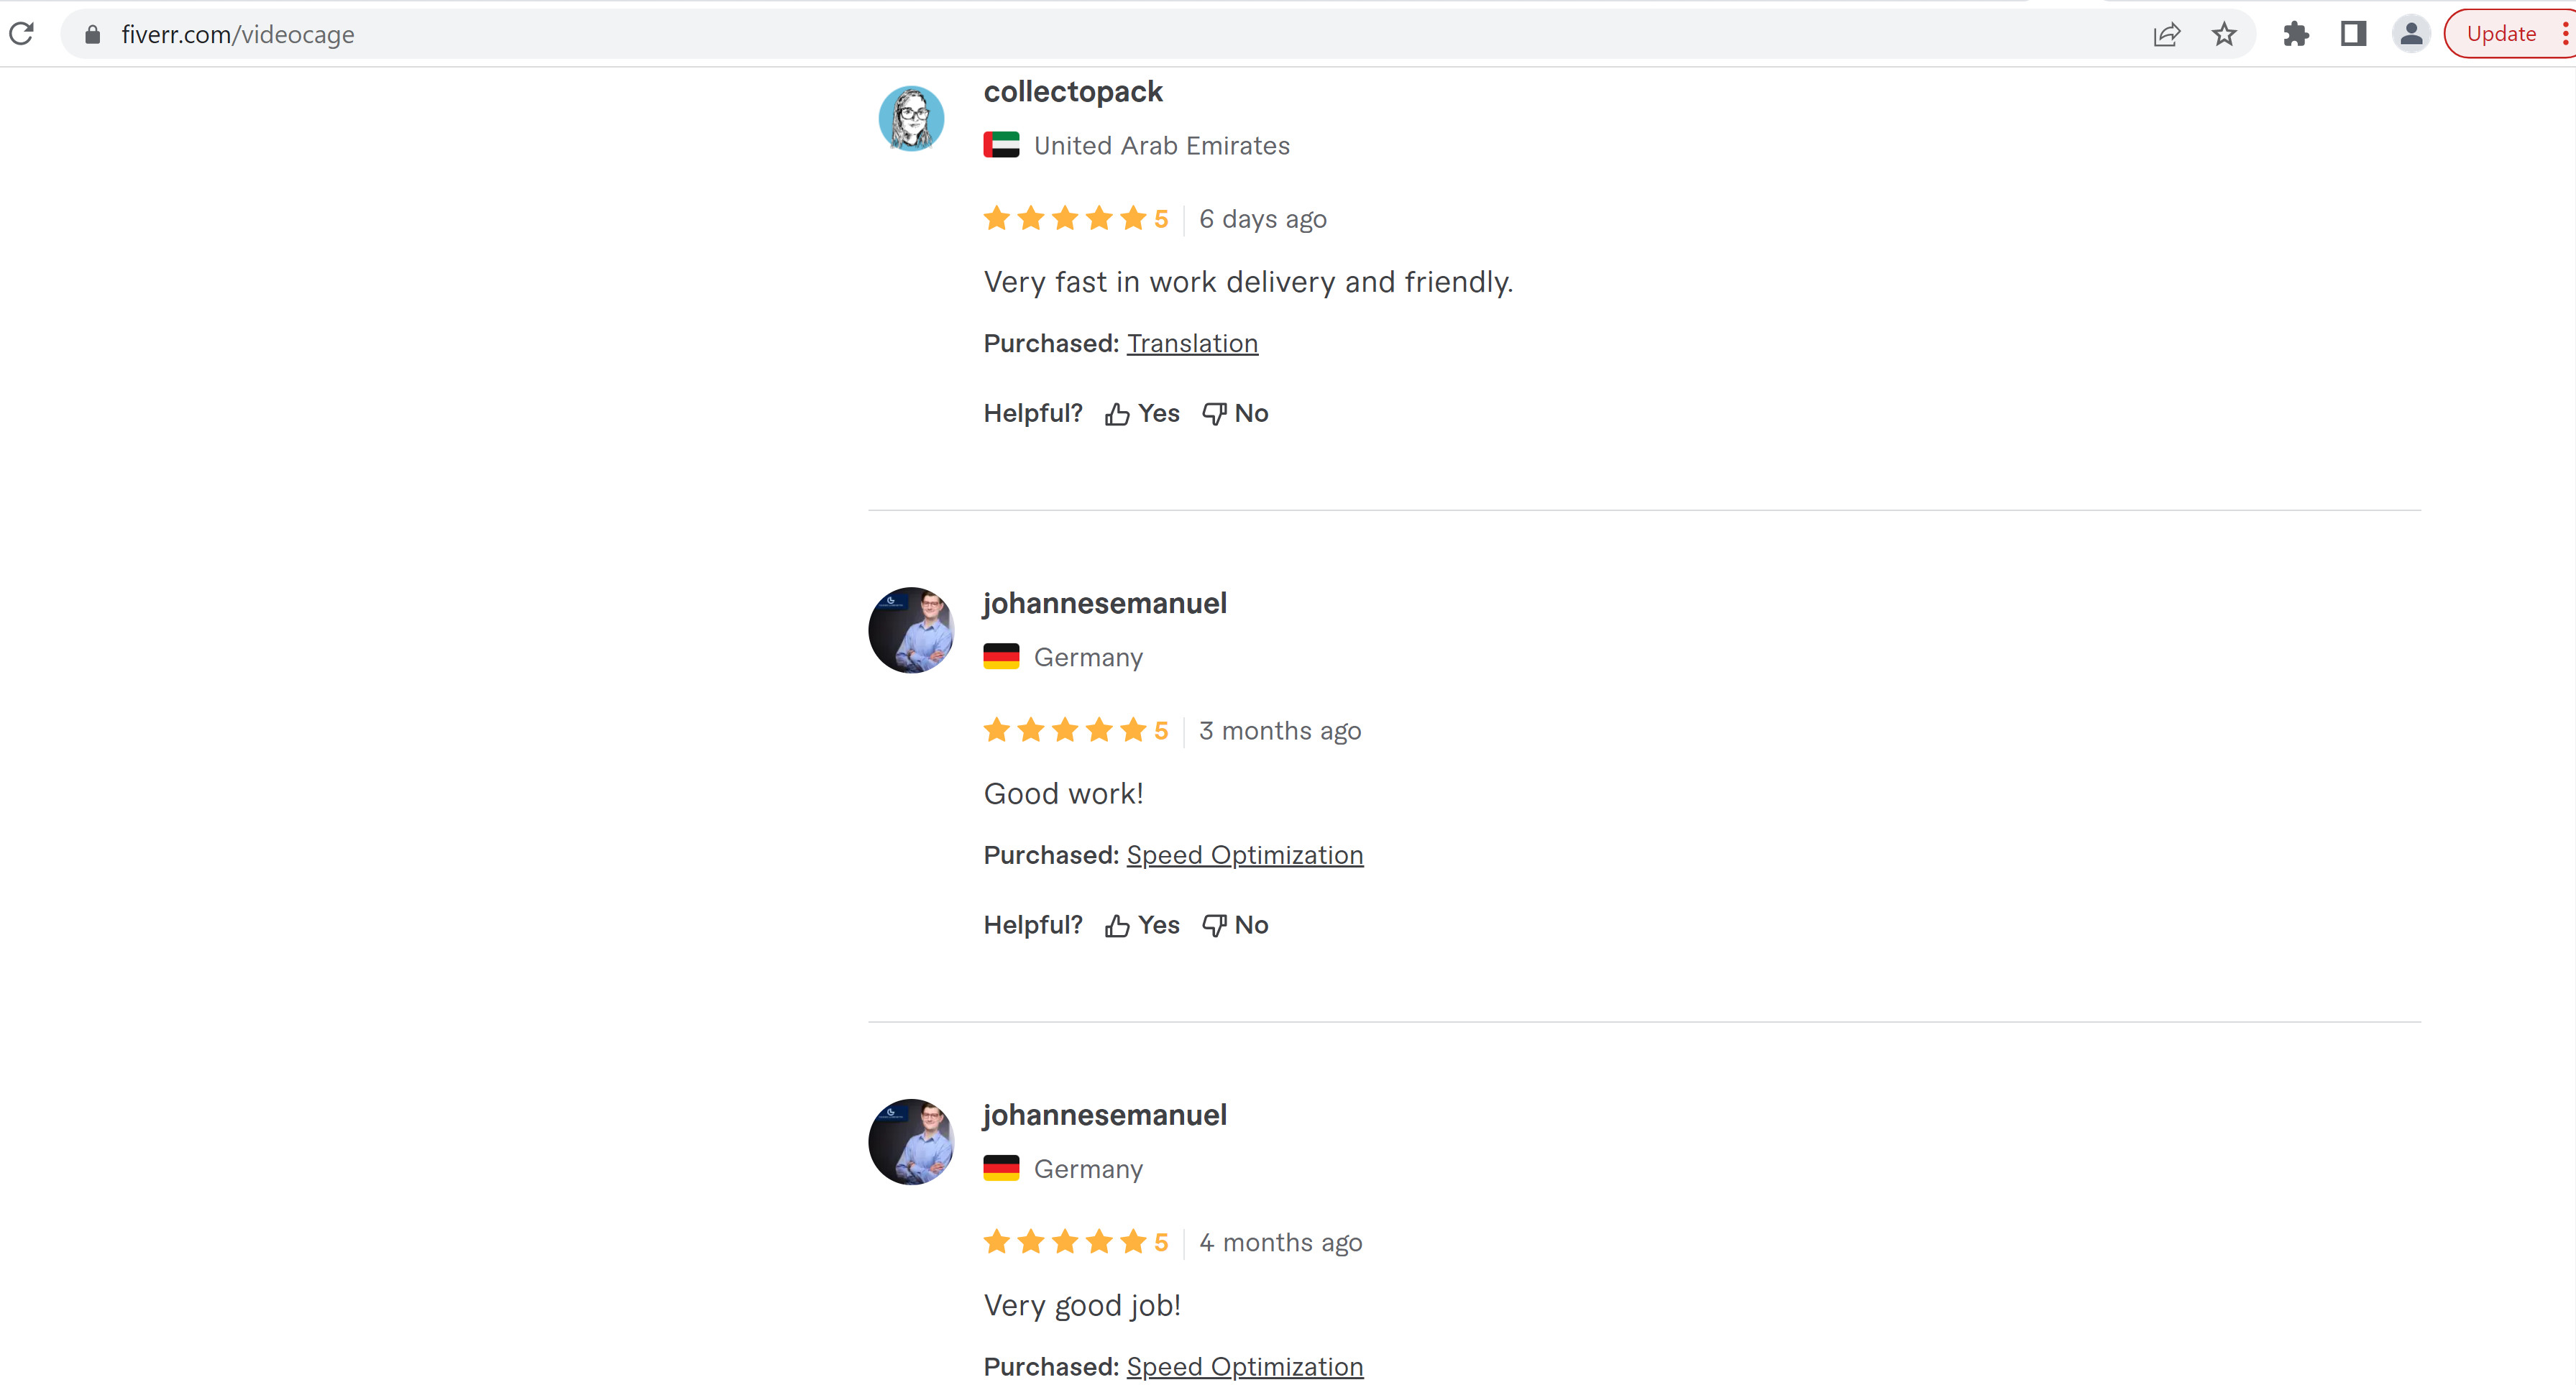 fiverr.com/videocage
Update
collectopack
United Arab Emirates
5 6 days ago
Very fast in work delivery and friendly.
Purchased: Translation
Helpful? Yes No
johannesemanuel
Germany
5 3 months ago
Good work!
Purchased: Speed Optimization
Helpful? Yes No
johannesemanuel
Germany
5 4 months ago
Very good job!
Purchased: Speed Optimization